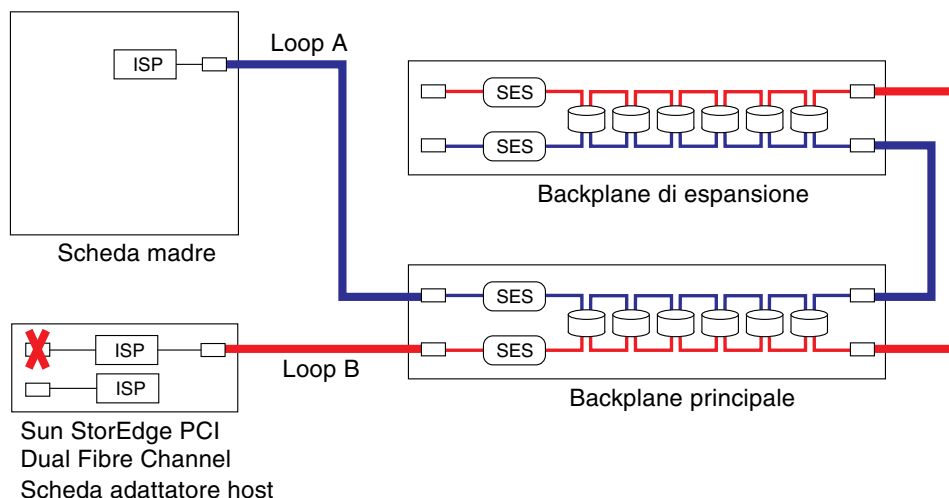 Loop A
ISP
SES
SES
Backplane di espansione
Scheda madre
SES
SES
Backplane principale
Loop B
ISP
ISP
Sun StorEdge PCI
Dual Fibre Channel
Scheda adattatore host